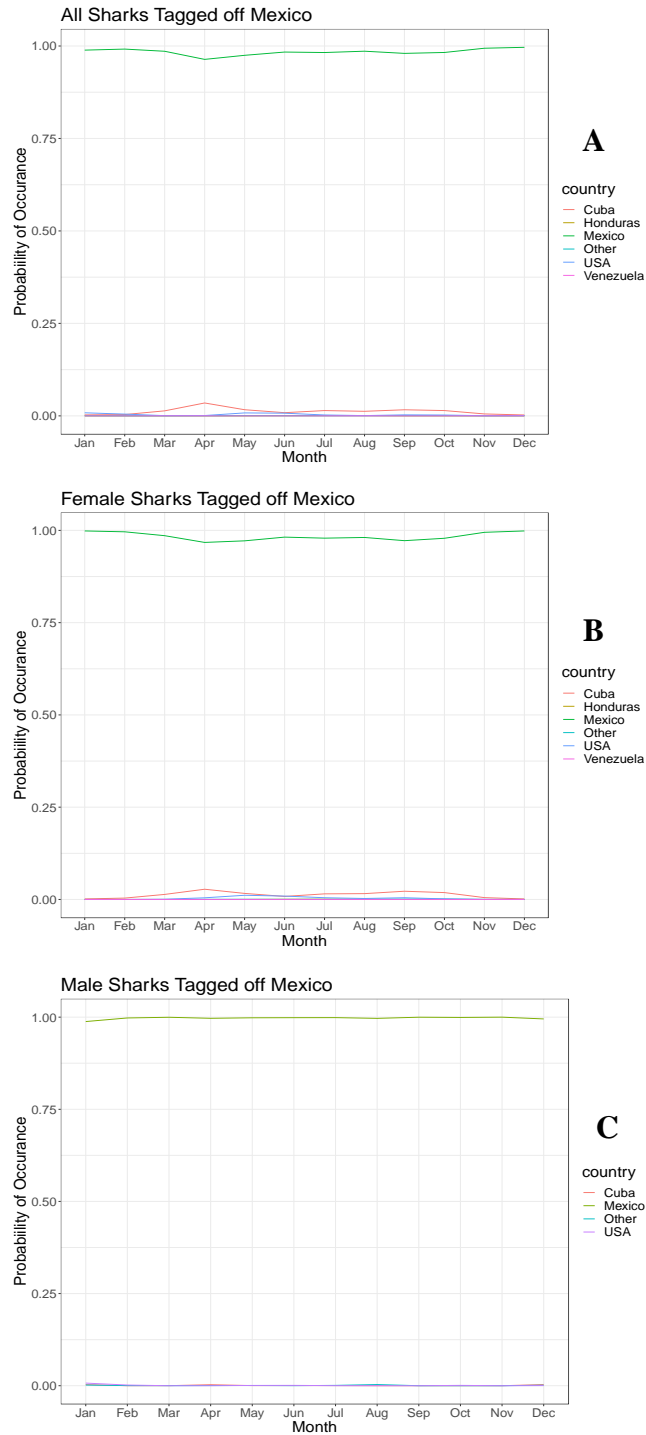 All Sharks Tagged off Mexico
1.00
0.75
0.50
0.25
0.00
Probability of Occurance
Jan Feb Mar Apr May Jun Jul Aug Sep Oct Nov Dec
Month
A
country
Cuba
Honduras
Mexico
Other
USA
Venezuela
Female Sharks Tagged off Mexico
1.00
0.75
0.50
0.25
0.00
Probability of Occurance
Jan Feb Mar Apr May Jun Jul Aug Sep Oct Nov Dec
Month
B
country
Cuba
Honduras
Mexico
Other
USA
Venezuela
Male Sharks Tagged off Mexico
1.00
0.75
0.50
0.25
0.00
Probability of Occurance
Jan Feb Mar Apr May Jun Jul Aug Sep Oct Nov Dec
Month
C
country
Cuba
Mexico
Other
USA